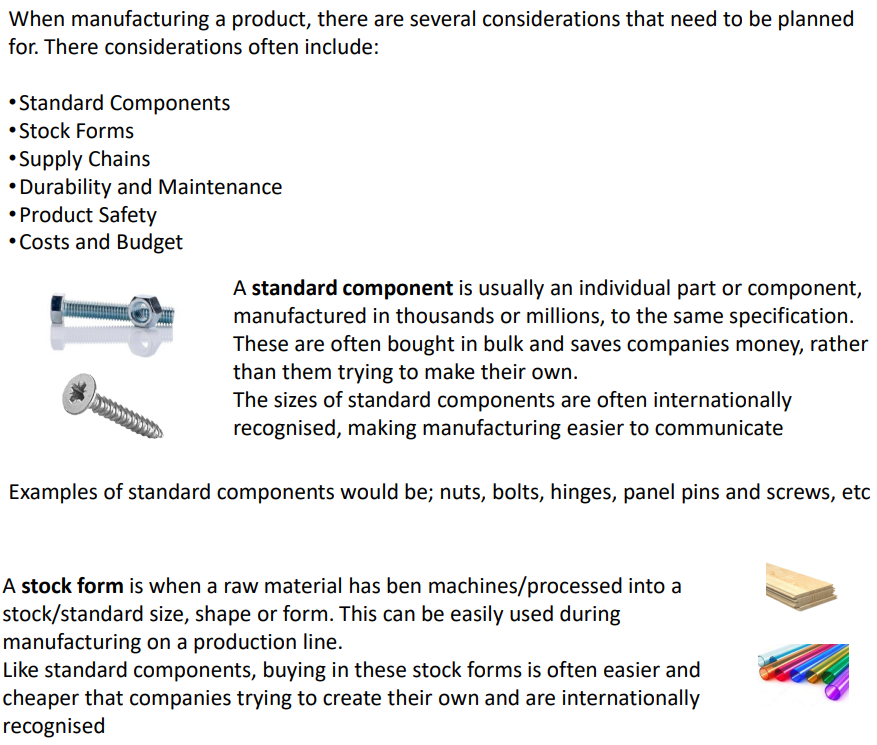 When manufacturing a product, there are several considerations that need to be planned
for. There considerations often include:
•Standard Components
•Stock Forms
•Supply Chains
•Durability and Maintenance
•Product Safety
•Costs and Budget
A standard component is usually an individual part or component,
manufactured in thousands or millions, to the same specification.
These are often bought in bulk and saves companies money, rather
than them trying to make their own.
The sizes of standard components are often internationally
recognised, making manufacturing easier to communicate
Examples of standard components would be; nuts, bolts, hinges, panel pins and screws, etc
A stock form is when a raw material has ben machines/processed into a
stock/standard size, shape or form. This can be easily used during
manufacturing on a production line.
Like standard components, buying in these stock forms is often easier and
cheaper that companies trying to create their own and are internationally
recognised